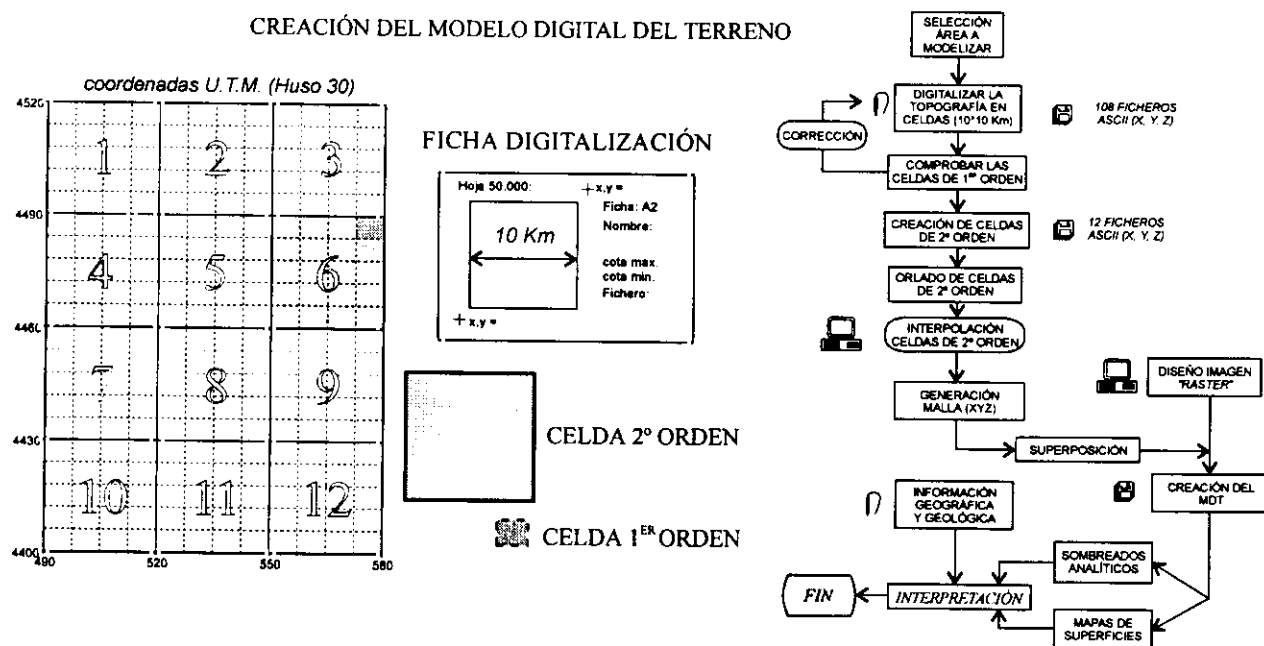 CREACIÓN DEL MODELO DIGITAL DEL TERRENO
coordenadas U.T.M. (Huso 30)
4520
4490
4460
4430
4400
490
520
550
580
1
2
3
4
5
6
7
8
9
10
11
12
FICHA DIGITALIZACIÓN
Hoja 50.000:
+ x,y =
Ficha: A2
Nombre:
10 Km
cota max.
cota min.
Fichero:
+ x,y =
CELDA 2º ORDEN
CELDA 1ER ORDEN
SELECCIÓN
ÁREA A
MODELIZAR
DIGITALIZAR LA
TOPOGRAFÍA EN
CELDAS (10*10 Km)
108 FICHEROS
ASCII (X, Y, Z)
CORRECCIÓN
COMPROBAR LAS
CELDAS DE 1ER ORDEN
CREACIÓN DE CELDAS
DE 2º ORDEN
12 FICHEROS
ASCII (X, Y, Z)
ORLADO DE CELDAS
DE 2º ORDEN
INTERPOLACIÓN
CELDAS DE 2º ORDEN
GENERACIÓN
MALLA (XYZ)
DISEÑO IMAGEN
"RASTER"
SUPERPOSICIÓN
CREACIÓN DEL
MDT
INFORMACIÓN
GEOGRÁFICA
Y GEOLÓGICA
SOMBREADOS
ANALÍTICOS
MAPAS DE
SUPERFICIES
INTERPRETACIÓN
FIN